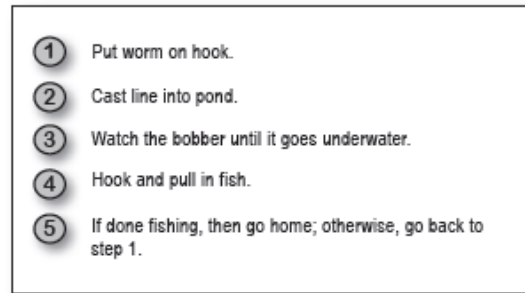 1 Put worm on hook.
2 Cast line into pond.
3 Watch the bobber until it goes underwater.
4 Hook and pull in fish.
5 If done fishing, then go home; otherwise, go back to
step 1.